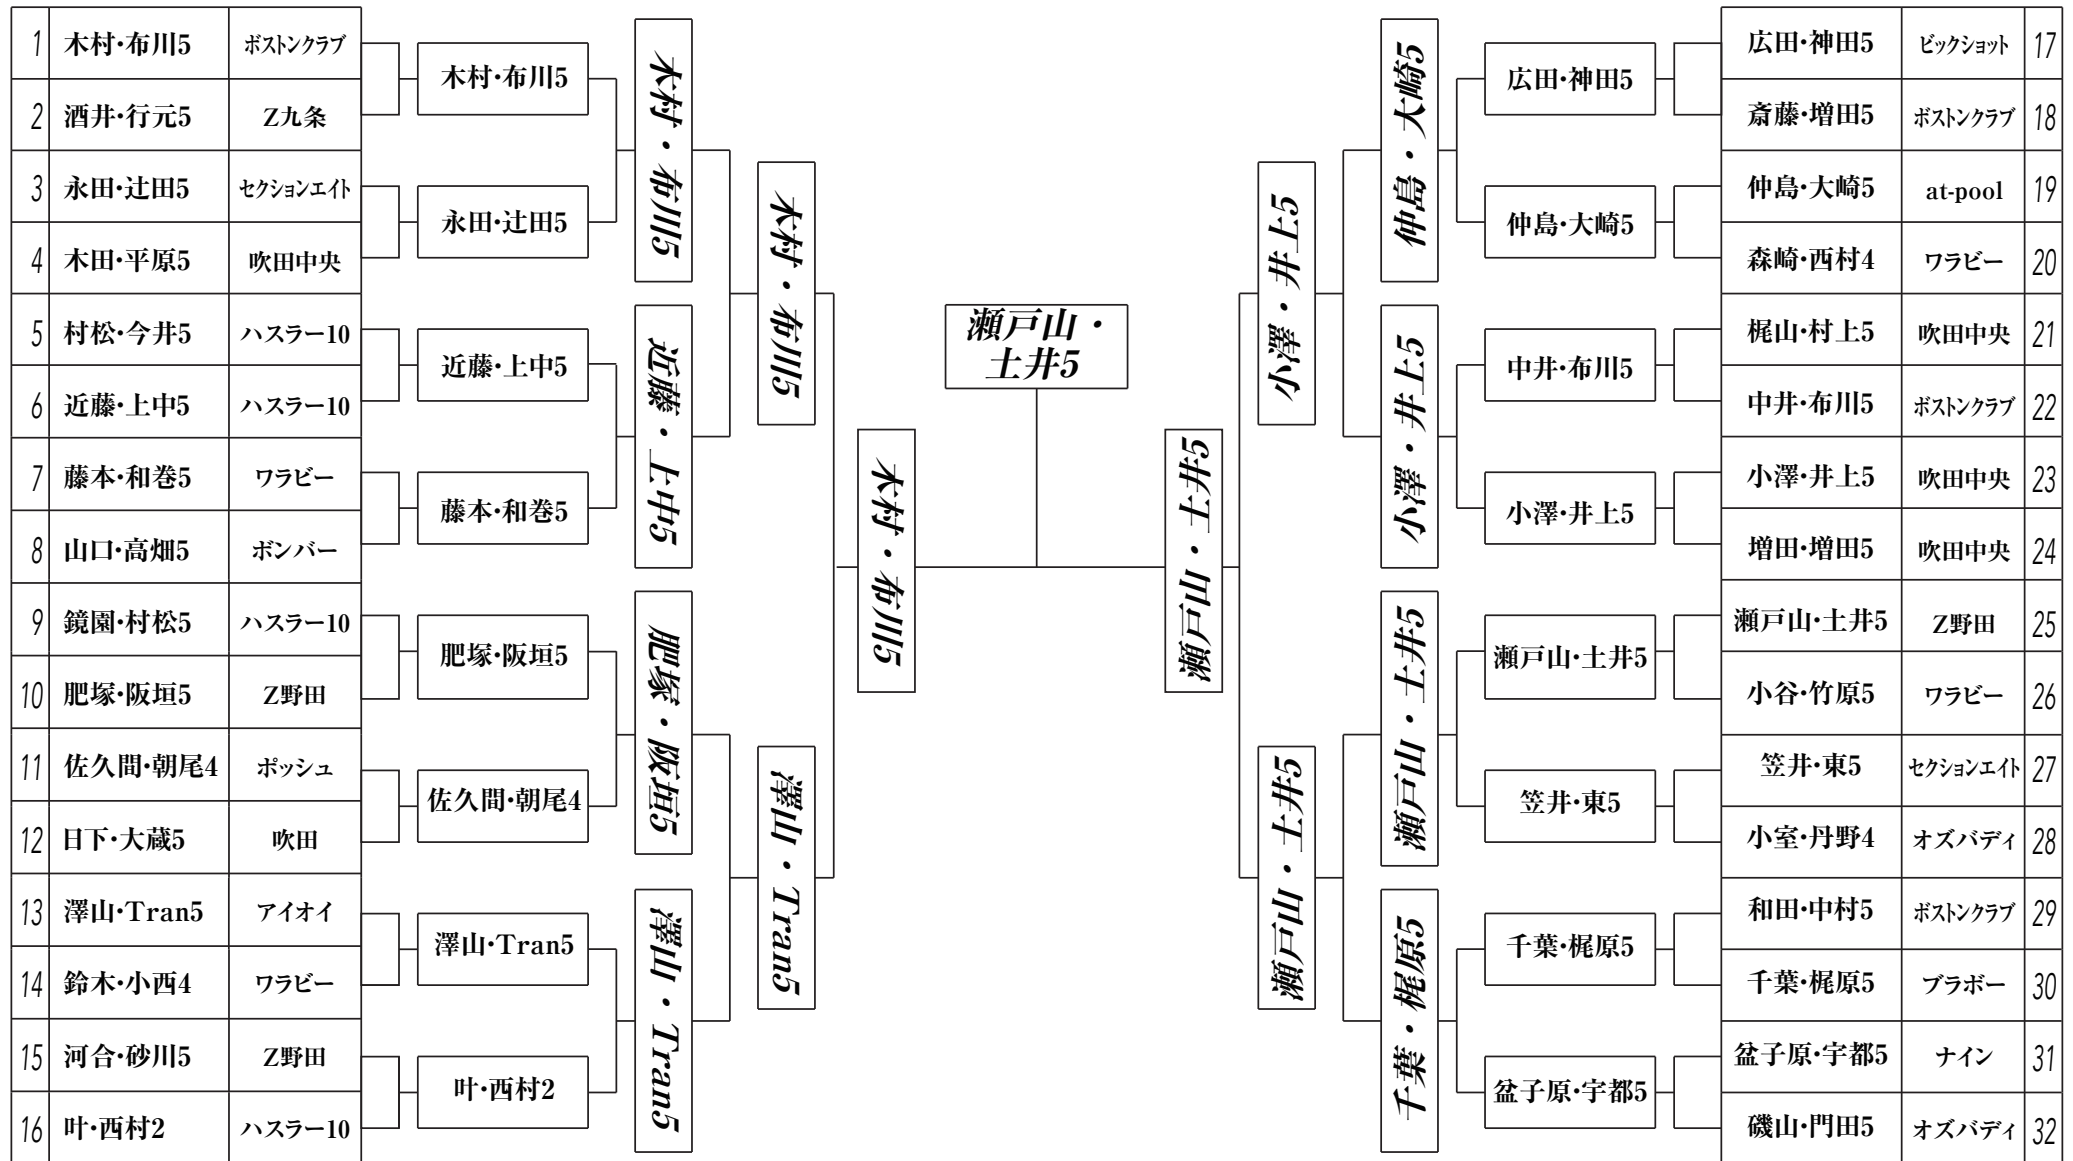 1 木村・布川5 ボストンクラブ
2 酒井・行元5 Z九条
3 永田・辻田5 セクションエイト
4 木田・平原5 吹田中央
5 村松・今井5 ハスラー10
6 近藤・上中5 ハスラー10
7 藤本・和巻5 ワラビー
8 山口・高畑5 ボンバー
9 鏡園・村松5 ハスラー10
10 肥塚・阪垣5 Z野田
11 佐久間・朝尾4 ポッシュ
12 日下・大蔵5 吹田
13 澤山・Tran5 アイオイ
14 鈴木・小西4 ワラビー
15 河合・砂川5 Z野田
16 叶・西村2 ハスラー10
木村・布川5
永田・辻田5
近藤・上中5
藤本・和巻5
肥塚・阪垣5
佐久間・朝尾4
澤山・Tran5
叶・西村2
木村・布川5
近藤・上中5
肥塚・阪垣5
澤山・Tran5
木村・布川5
澤山・Tran5
木村・布川5
瀬戸山・
土井5
瀬戸山・土井5
小澤・井上5
瀬戸山・土井5
仲島・大崎5
小澤・井上5
瀬戸山・土井5
千葉・梶原5
広田・神田5
仲島・大崎5
中井・布川5
小澤・井上5
瀬戸山・土井5
笠井・東5
千葉・梶原5
盆子原・宇都5
広田・神田5 ビックショット 17
斎藤・増田5 ボストンクラブ 18
仲島・大崎5 at-pool 19
森崎・西村4 ワラビー 20
梶山・村上5 吹田中央 21
中井・布川5 ボストンクラブ 22
小澤・井上5 吹田中央 23
増田・増田5 吹田中央 24
瀬戸山・土井5 Z野田 25
小谷・竹原5 ワラビー 26
笠井・東5 セクションエイト 27
小室・丹野4 オズバディ 28
和田・中村5 ボストンクラブ 29
千葉・梶原5 ブラボー 30
盆子原・宇都5 ナイン 31
磯山・門田5 オズバディ 32